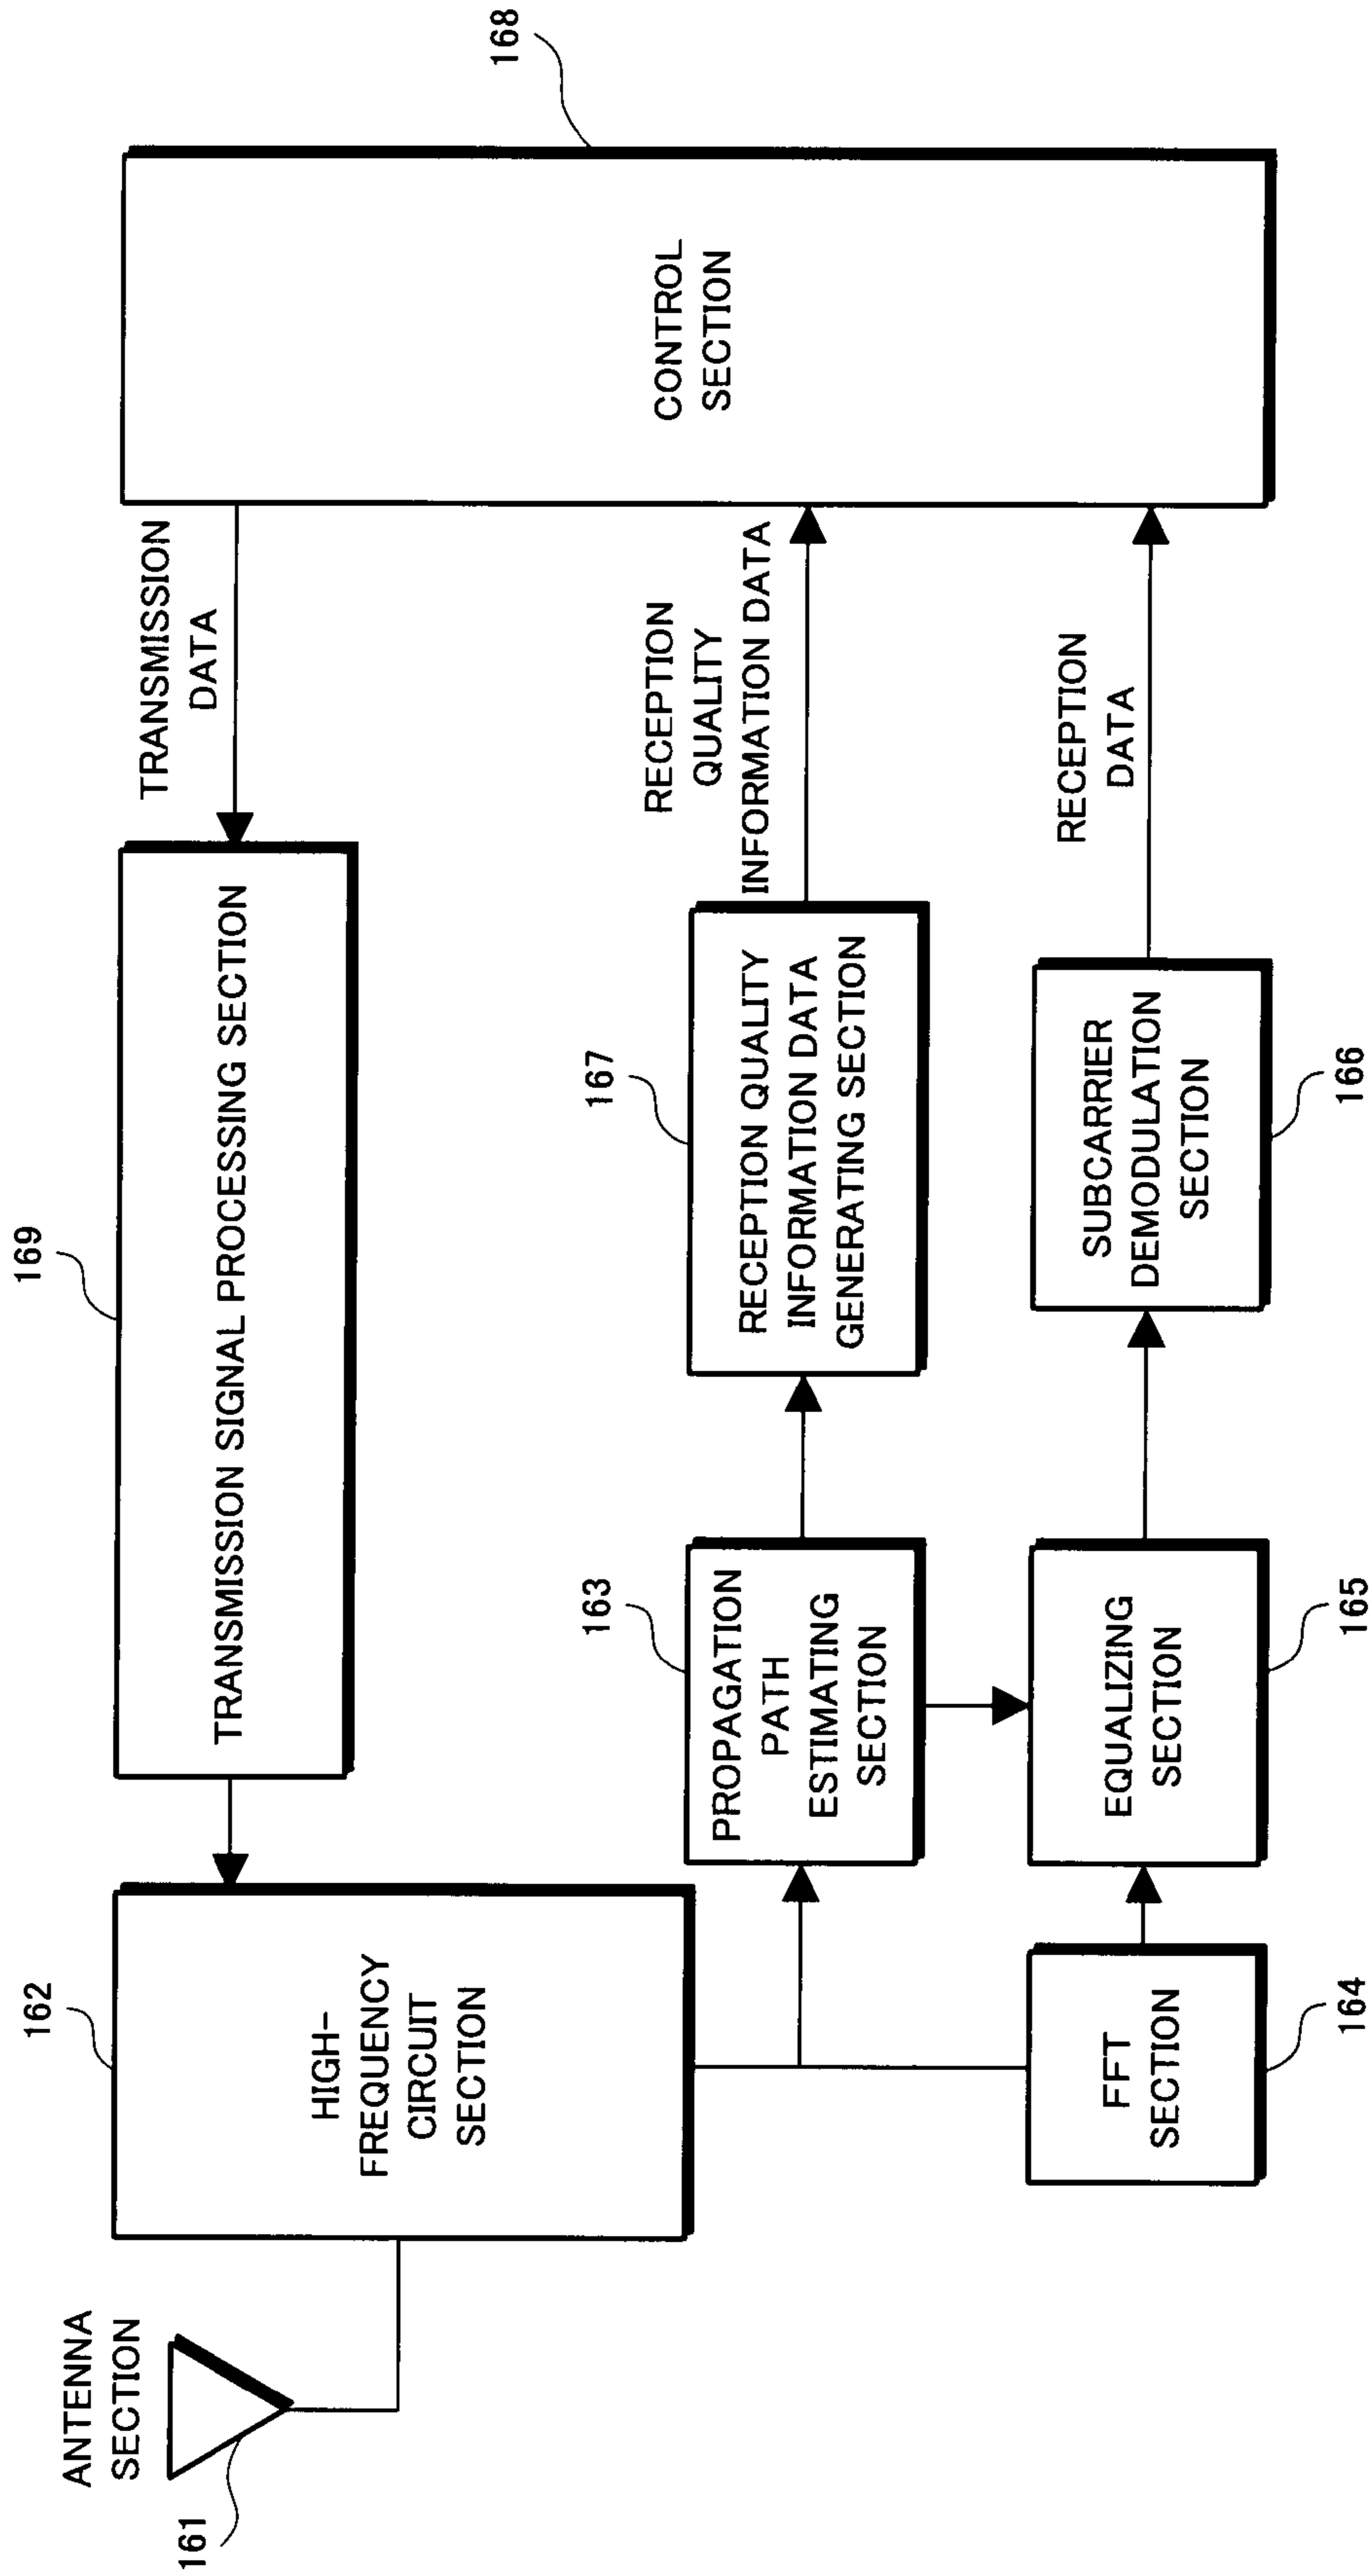 ANTENNA
SECTION
161
162
HIGH-
FREQUENCY
CIRCUIT
SECTION
169
TRANSMISSION SIGNAL PROCESSING SECTION
TRANSMISSION
DATA
168
CONTROL
SECTION
163
PROPAGATION
PATH
ESTIMATING
SECTION
167
RECEPTION QUALITY
INFORMATION DATA
GENERATING SECTION
RECEPTION
QUALITY
INFORMATION DATA
FFT
SECTION
164
EQUALIZING
SECTION
165
SUBCARRIER
DEMODULATION
SECTION
166
RECEPTION
DATA